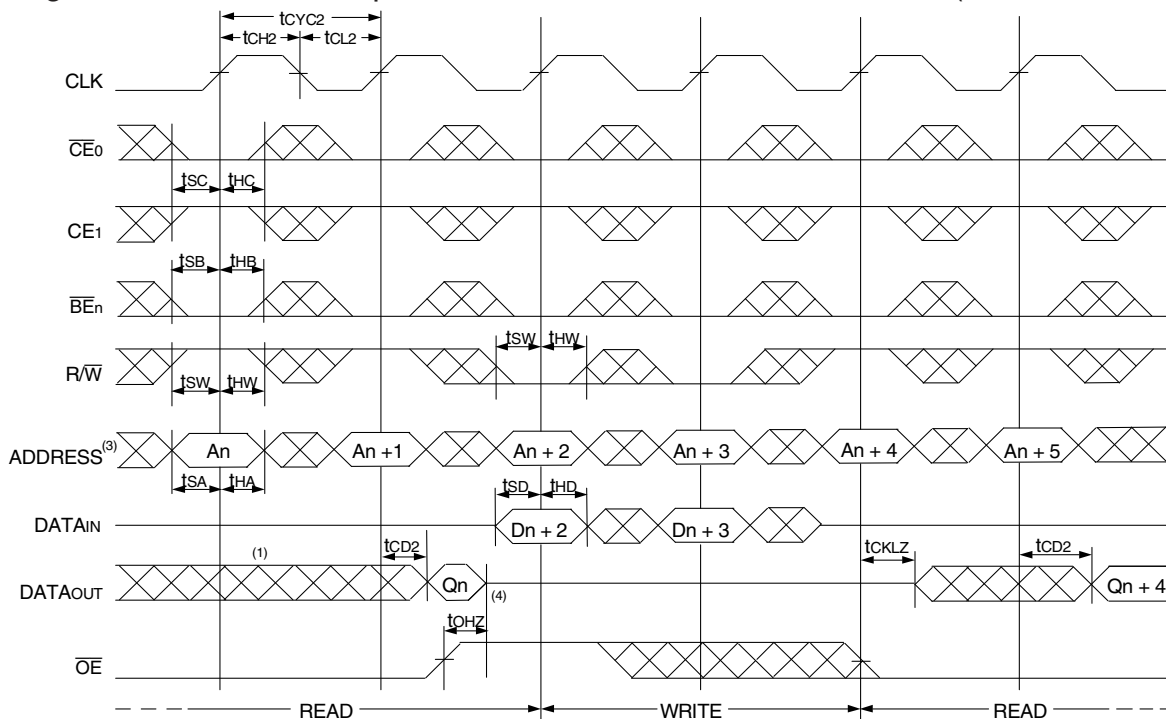 tCYC2
tCH2 tCL2
CLK
CE0
tSC tHC
CE1
tSB tHB
BEn
tSW tHW
R/W
tSW tHW
ADDRESS(3) An An +1 An + 2 An + 3 An + 4 An + 5
tSA tHA tSD tHD
DATAIN Dn + 2 Dn + 3
tCD2 tCKLZ tCD2
(1)
DATAOUT Qn (4) Qn + 4
tOHZ
OE
READ WRITE READ